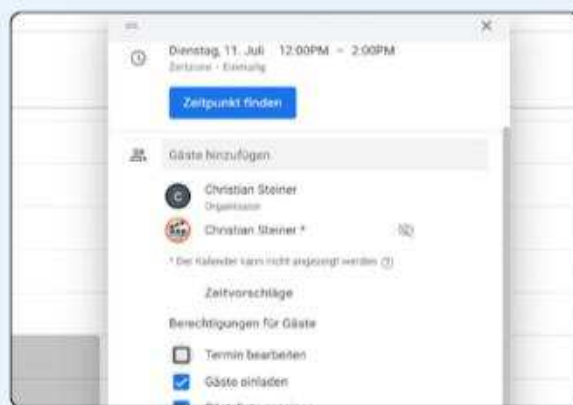 Dienstag, 11. Juli 12:00PM – 2:00PM
Zeitzone · Einmalig
Zeitpunkt finden
Gäste hinzufügen
C Christian Steiner
Organisator
Christian Steiner *
* Der Kalender kann nicht angezeigt werden
Zeitvorschläge
Berechtigungen für Gäste
Termin bearbeiten
Gäste einladen